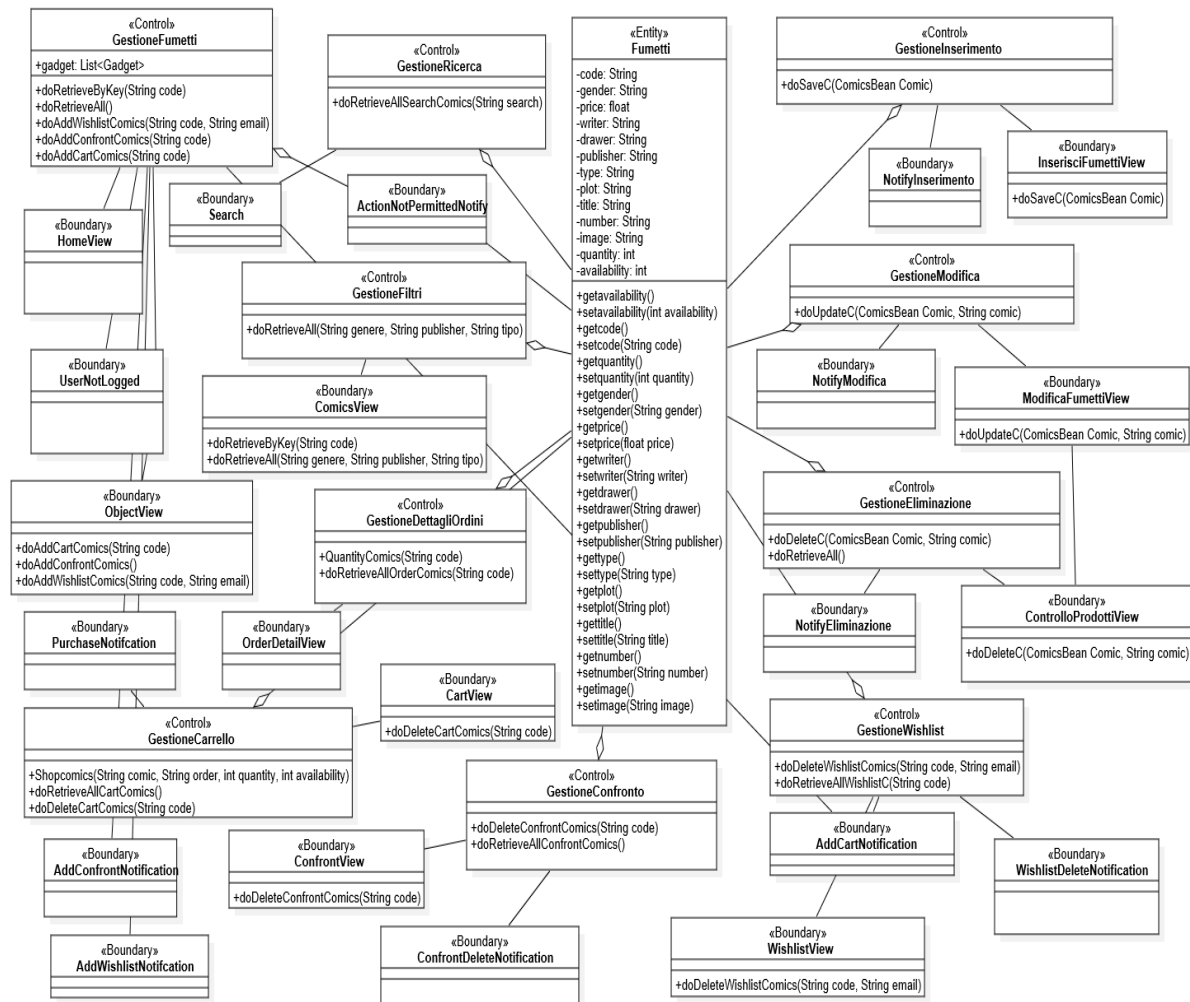 «Control»
GestioneFumetti
+gadget: List<Gadget>
+doRetrieveByKey(String code)
+doRetrieveAll()
+doAddWishlistComics(String code, String email)
+doAddConfrontComics(String code)
+doAddCartComics(String code)
«Control»
GestioneRicerca
+doRetrieveAllSearchComics(String search)
«Entity»
Fumetti
-code: String
-gender: String
-price: float
-writer: String
-drawer: String
-publisher: String
-type: String
-plot: String
-title: String
-number: String
-image: String
-quantity: int
-availability: int
+getavailability()
+setavailability(int availability)
+getcode()
+setcode(String code)
+getquantity()
+setquantity(int quantity)
+getgender()
+setgender(String gender)
+getprice()
+setprice(float price)
+getwriter()
+setwriter(String writer)
+getdrawer()
+setdrawer(String drawer)
+getpublisher()
+setpublisher(String publisher)
+gettype()
+settype(String type)
+getplot()
+setplot(String plot)
+gettitle()
+settitle(String title)
+getnumber()
+setnumber(String number)
+getimage()
+setimage(String image)
«Control»
GestioneInserimento
+doSaveC(ComicsBean Comic)
«Boundary»
NotifyInserimento
«Boundary»
InserisciFumettiView
+doSaveC(ComicsBean Comic)
«Boundary»
Search
«Boundary»
ActionNotPermittedNotify
«Boundary»
HomeView
«Control»
GestioneFiltri
+doRetrieveAll(String genere, String publisher, String tipo)
«Control»
GestioneModifica
+doUpdateC(ComicsBean Comic, String comic)
«Boundary»
UserNotLogged
«Boundary»
ComicsView
+doRetrieveByKey(String code)
+doRetrieveAll(String genere, String publisher, String tipo)
«Boundary»
NotifyModifica
«Boundary»
ModificaFumettiView
+doUpdateC(ComicsBean Comic, String comic)
«Boundary»
ObjectView
+doAddCartComics(String code)
+doAddConfrontComics()
+doAddWishlistComics(String code, String email)
«Control»
GestioneDettagliOrdini
+QuantityComics(String code)
+doRetrieveAllOrderComics(String code)
«Control»
GestioneEliminazione
+doDeleteC(ComicsBean Comic, String comic)
+doRetrieveAll()
«Boundary»
PurchaseNotifcation
«Boundary»
OrderDetailView
«Boundary»
NotifyEliminazione
«Boundary»
ControlloProdottiView
+doDeleteC(ComicsBean Comic, String comic)
«Boundary»
CartView
+doDeleteCartComics(String code)
«Control»
GestioneCarrello
+Shopcomics(String comic, String order, int quantity, int availability)
+doRetrieveAllCartComics()
+doDeleteCartComics(String code)
«Control»
GestioneWishlist
+doDeleteWishlistComics(String code, String email)
+doRetrieveAllWishlistC(String code)
«Control»
GestioneConfronto
+doDeleteConfrontComics(String code)
+doRetrieveAllConfrontComics()
«Boundary»
AddConfrontNotification
«Boundary»
ConfrontView
+doDeleteConfrontComics(String code)
«Boundary»
AddCartNotification
«Boundary»
WishlistDeleteNotification
«Boundary»
AddWishlistNotifcation
«Boundary»
ConfrontDeleteNotification
«Boundary»
WishlistView
+doDeleteWishlistComics(String code, String email)